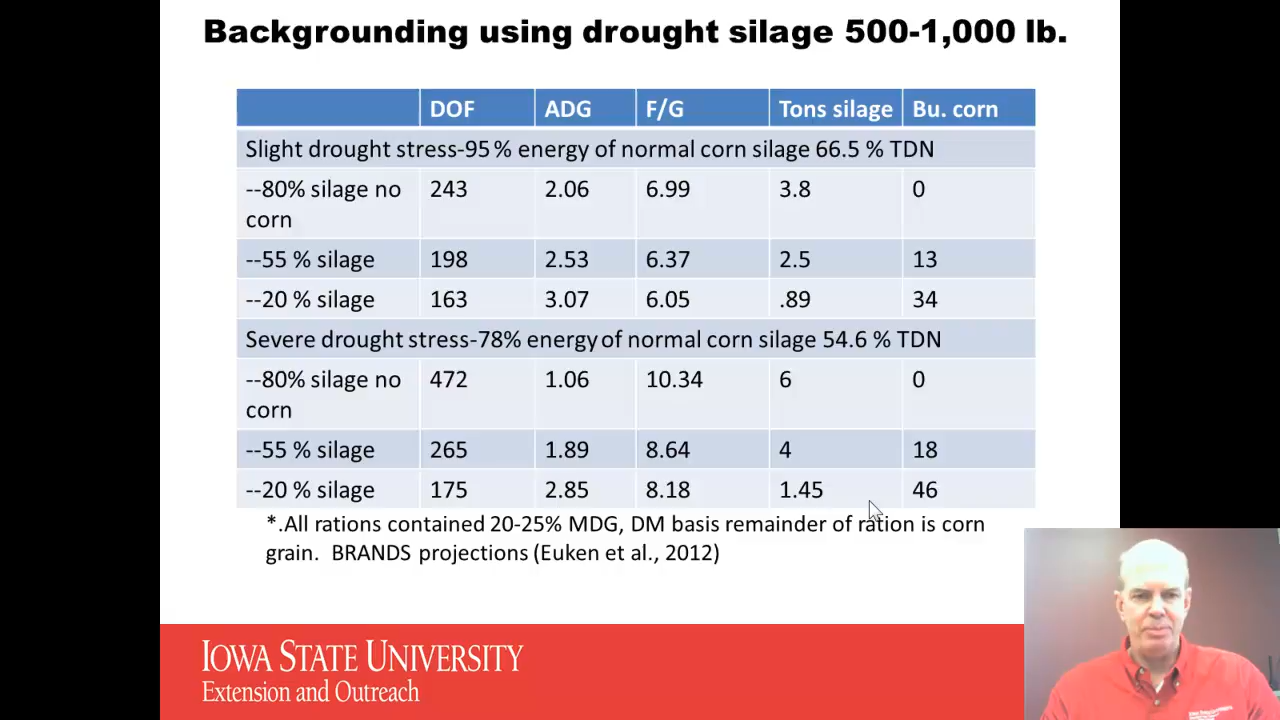 Backgrounding using drought silage 500-1,000 lb.
DOF ADG F/G Tons silage Bu. corn
Slight drought stress-95 % energy of normal corn silage 66.5 % TDN
--80% silage no corn 243 2.06 6.99 3.8 0
--55 % silage 198 2.53 6.37 2.5 13
--20 % silage 163 3.07 6.05 .89 34
Severe drought stress-78% energy of normal corn silage 54.6 % TDN
--80% silage no corn 472 1.06 10.34 6 0
--55 % silage 265 1.89 8.64 4 18
--20 % silage 175 2.85 8.18 1.45 46
*.All rations contained 20-25% MDG, DM basis remainder of ration is corn
grain. BRANDS projections (Euken et al., 2012)
IOWA STATE UNIVERSITY
Extension and Outreach